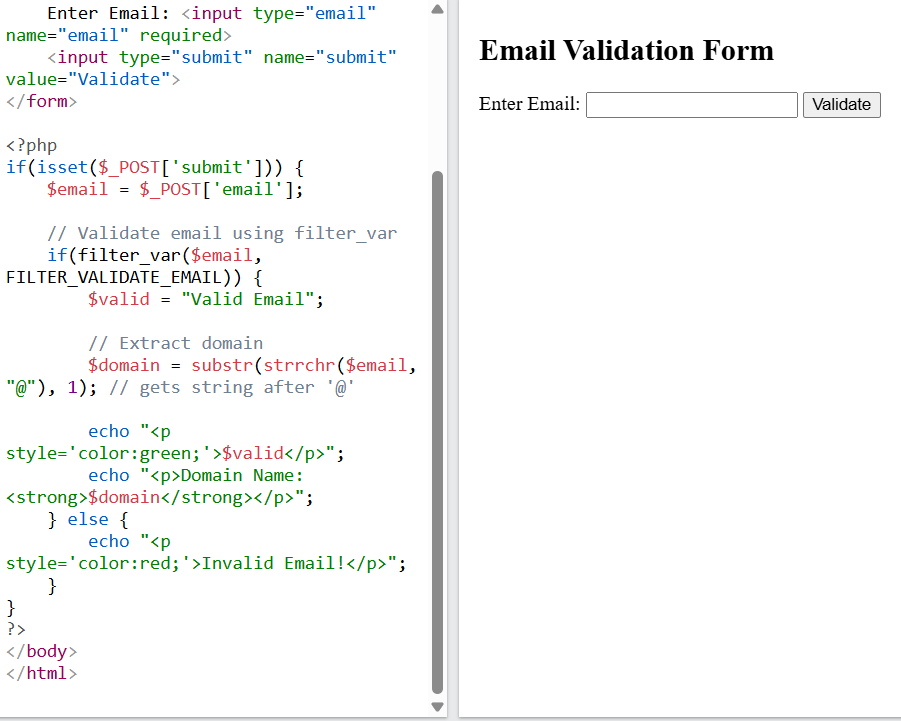 Enter Email: <input type="email"
name="email" required>
    <input type="submit" name="submit"
value="Validate">
</form>

<?php
if(isset($_POST['submit'])) {
    $email = $_POST['email'];

    // Validate email using filter_var
    if(filter_var($email,
FILTER_VALIDATE_EMAIL)) {
        $valid = "Valid Email";

        // Extract domain
        $domain = substr(strrchr($email,
"@"), 1); // gets string after '@'

        echo "<p
style='color:green;'>$valid</p>";
        echo "<p>Domain Name:
<strong>$domain</strong></p>";
    } else {
        echo "<p
style='color:red;'>Invalid Email!</p>";
    }
}
?>
</body>
</html>
Email Validation Form
Enter Email: Validate